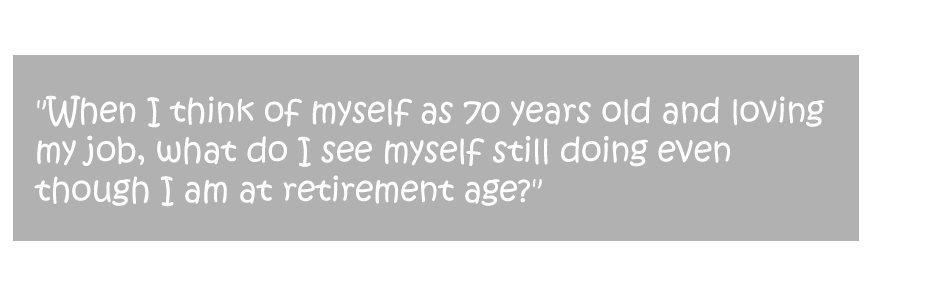 "When I think of myself as 70 years old and loving
my job, what do I see myself still doing even
though I am at retirement age?"